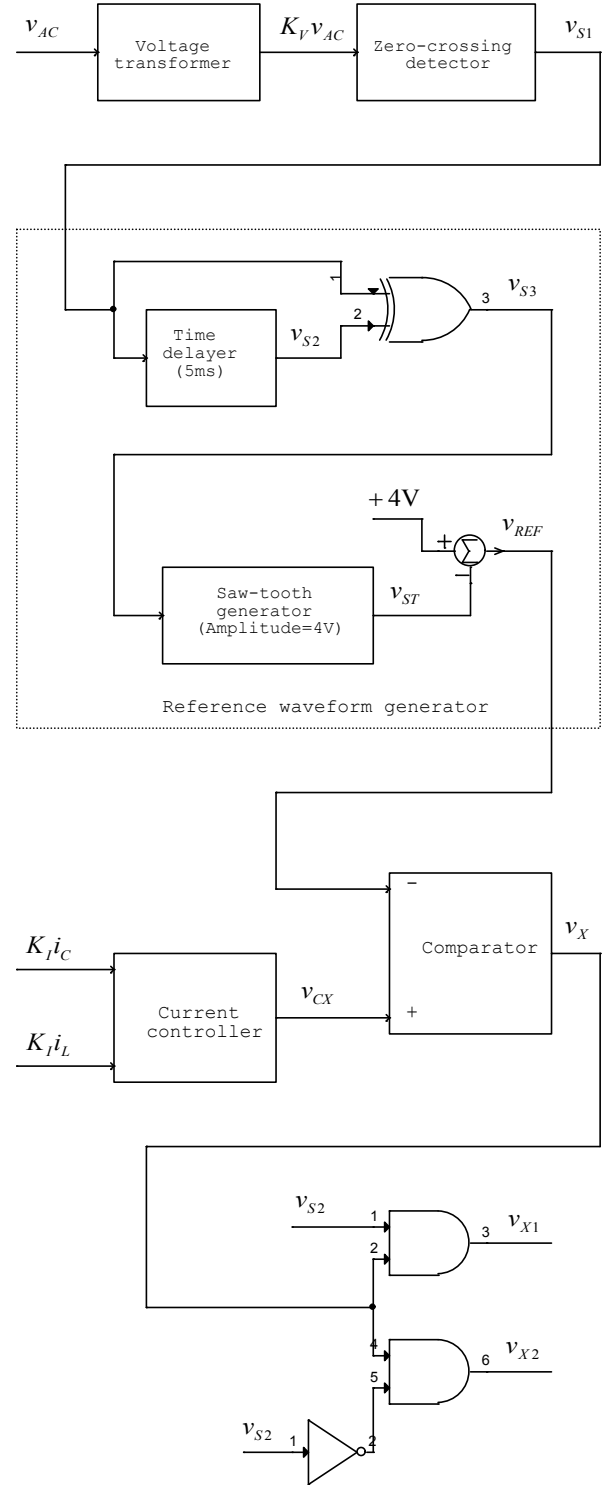 v_AC
Voltage
transformer
K_V v_AC
Zero-crossing
detector
v_S1
1
2
3
v_S3
Time
delayer
(5ms)
v_S2
+ 4V
+
Σ
−
v_REF
Saw-tooth
generator
(Amplitude=4V)
v_ST
Reference waveform generator
−
Comparator
+
v_X
K_I i_C
K_I i_L
Current
controller
v_CX
v_S2
1
2
3
v_X1
4
5
6
v_X2
v_S2
1
2